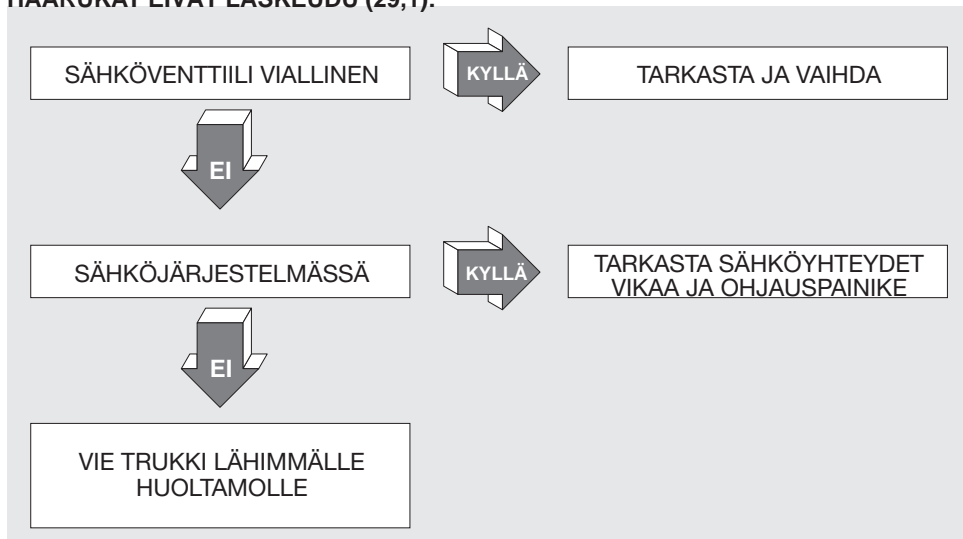 HAARUKAT EIVÄT LASKEUDU (29,1):
SÄHKÖVENTTIILI VIALLINEN
KYLLÄ
TARKASTA JA VAIHDA
EI
SÄHKÖJÄRJESTELMÄSSÄ
KYLLÄ
TARKASTA SÄHKÖYHTEYDET
VIKAA JA OHJAUSPAINIKE
EI
VIE TRUKKI LÄHIMMÄLLE
HUOLTAMOLLE